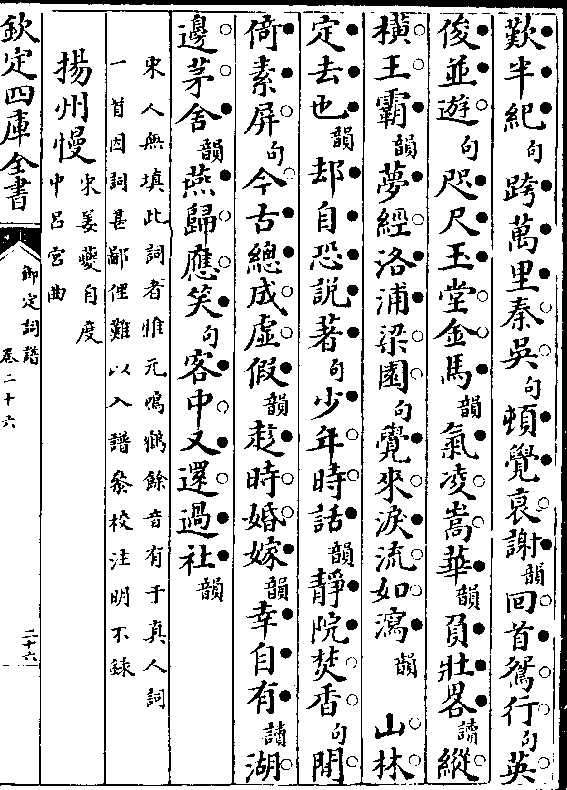 歎半紀句跨萬里秦吳句頓覺衰謝韻回首鴛行句英
俊並遊句咫尺玉堂金馬韻氣凌嵩華韻負壯畧讀縱
橫王霸韻夢經洛浦梁園句覺來淚流如瀉韻 山林
定去也韻却自恐說著句少年時話韻靜院焚香句閒
倚素屏句今古總成虛假韻趁時婚嫁韻幸自有讀湖
邊茅舍韻燕歸應笑句客中又還過社韻
宋人無填此詞者惟元鳴鶴餘音有于真人詞
一首因詞甚鄙俚難以入譜發校注明不錄
揚州慢
宋姜夔自度
中呂宮曲
欽定四庫全書
御定詞譜
卷二十六
二十六